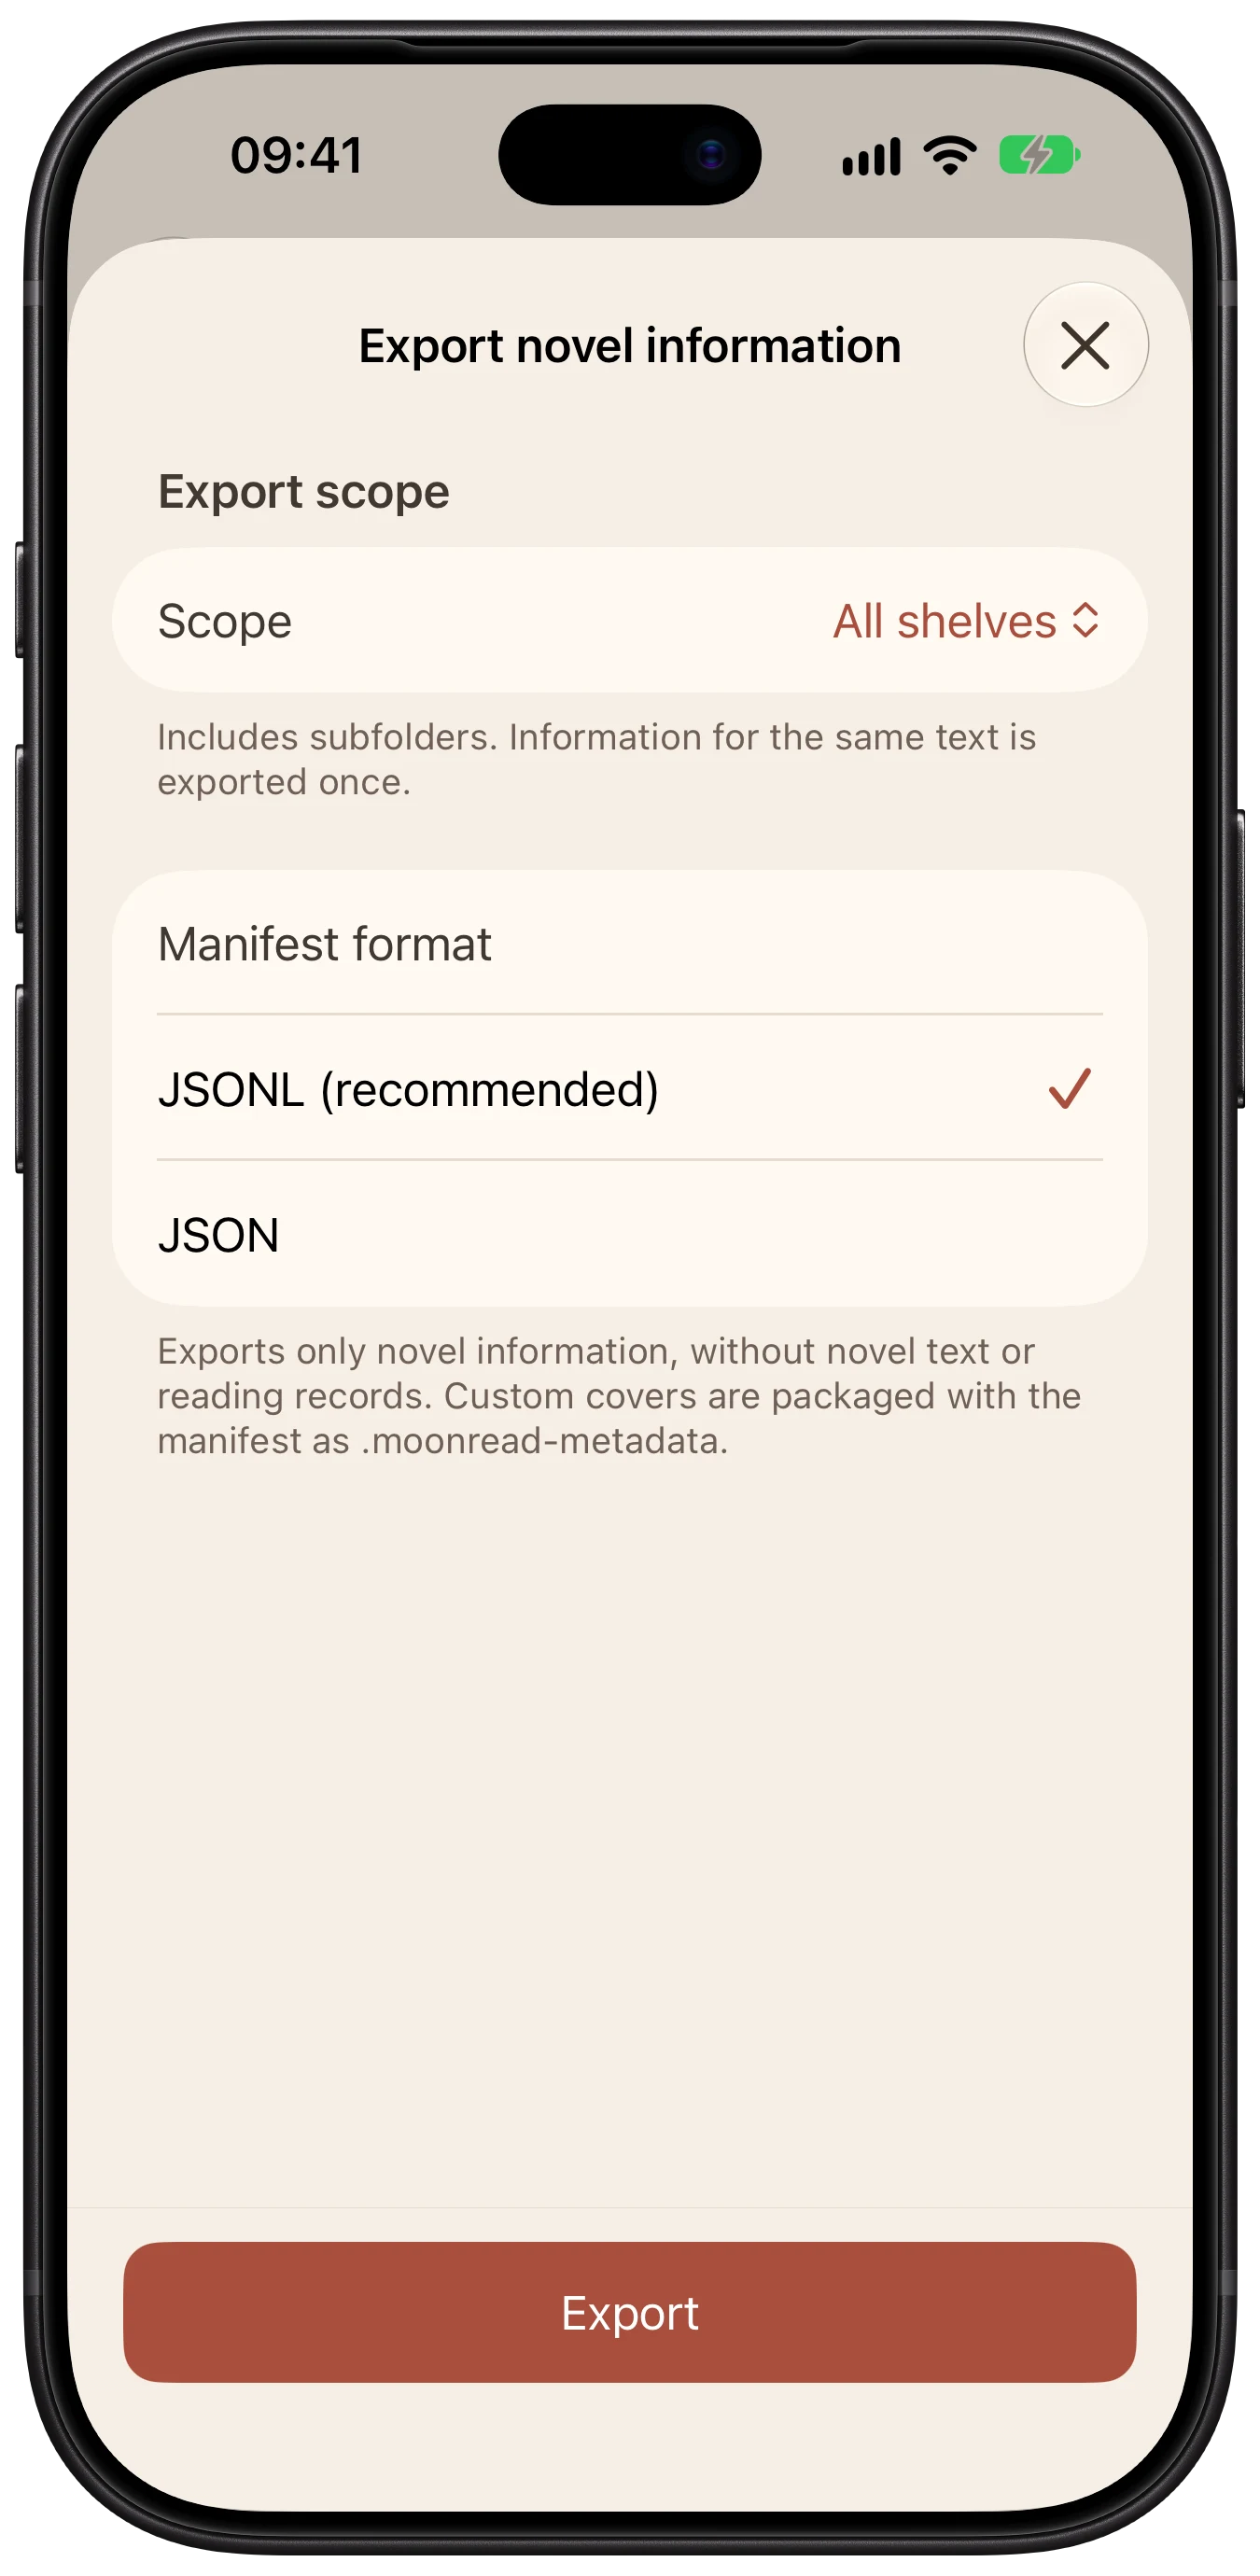 09:41
Export novel information
Export scope
Scope All shelves
Includes subfolders. Information for the same text is
exported once.
Manifest format
JSONL (recommended)
JSON
Exports only novel information, without novel text or
reading records. Custom covers are packaged with the
manifest as .moonread-metadata.
Export